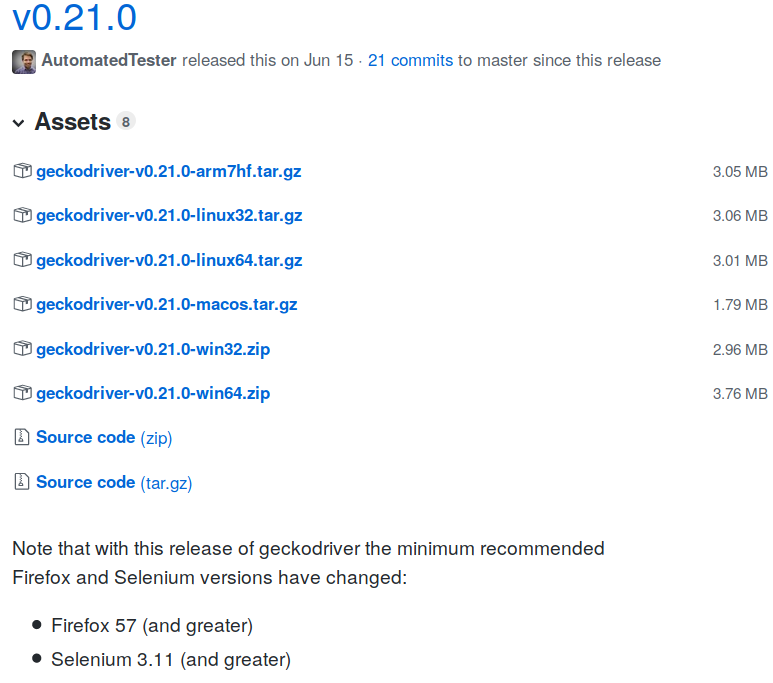 v0.21.0
AutomatedTester released this on Jun 15 · 21 commits to master since this release
Assets 8
geckodriver-v0.21.0-arm7hf.tar.gz 3.05 MB
geckodriver-v0.21.0-linux32.tar.gz 3.06 MB
geckodriver-v0.21.0-linux64.tar.gz 3.01 MB
geckodriver-v0.21.0-macos.tar.gz 1.79 MB
geckodriver-v0.21.0-win32.zip 2.96 MB
geckodriver-v0.21.0-win64.zip 3.76 MB
Source code (zip)
Source code (tar.gz)
Note that with this release of geckodriver the minimum recommended
Firefox and Selenium versions have changed:
● Firefox 57 (and greater)
● Selenium 3.11 (and greater)